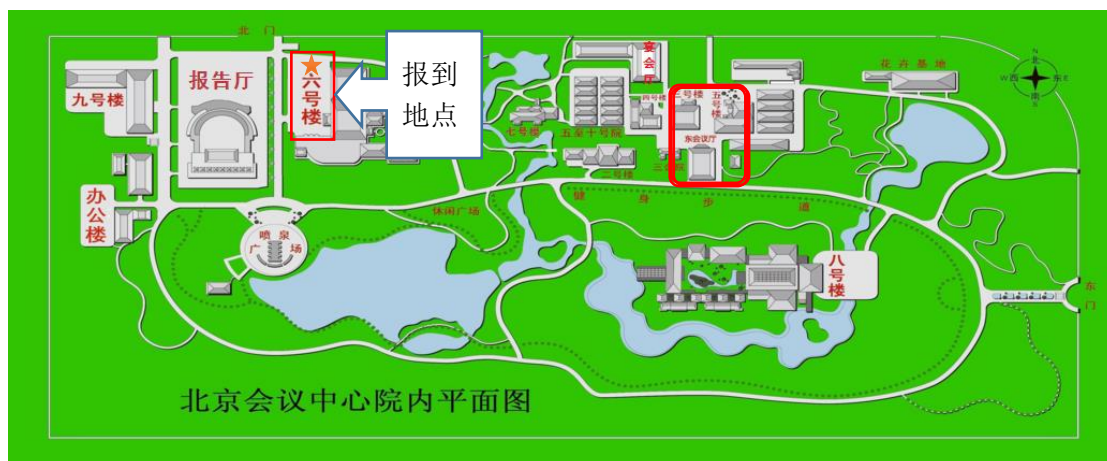 北 门
报告厅
九号楼
六号楼
报到
地点
宴会厅
花卉基地
N
北
W西
东E
南
S
四号楼
三号楼
五号楼
七号楼
五至十号院
东会议厅
二号楼
办公楼
休闲广场
健 身 步 道
喷 泉
广 场
八号楼
东门
北京会议中心院内平面图